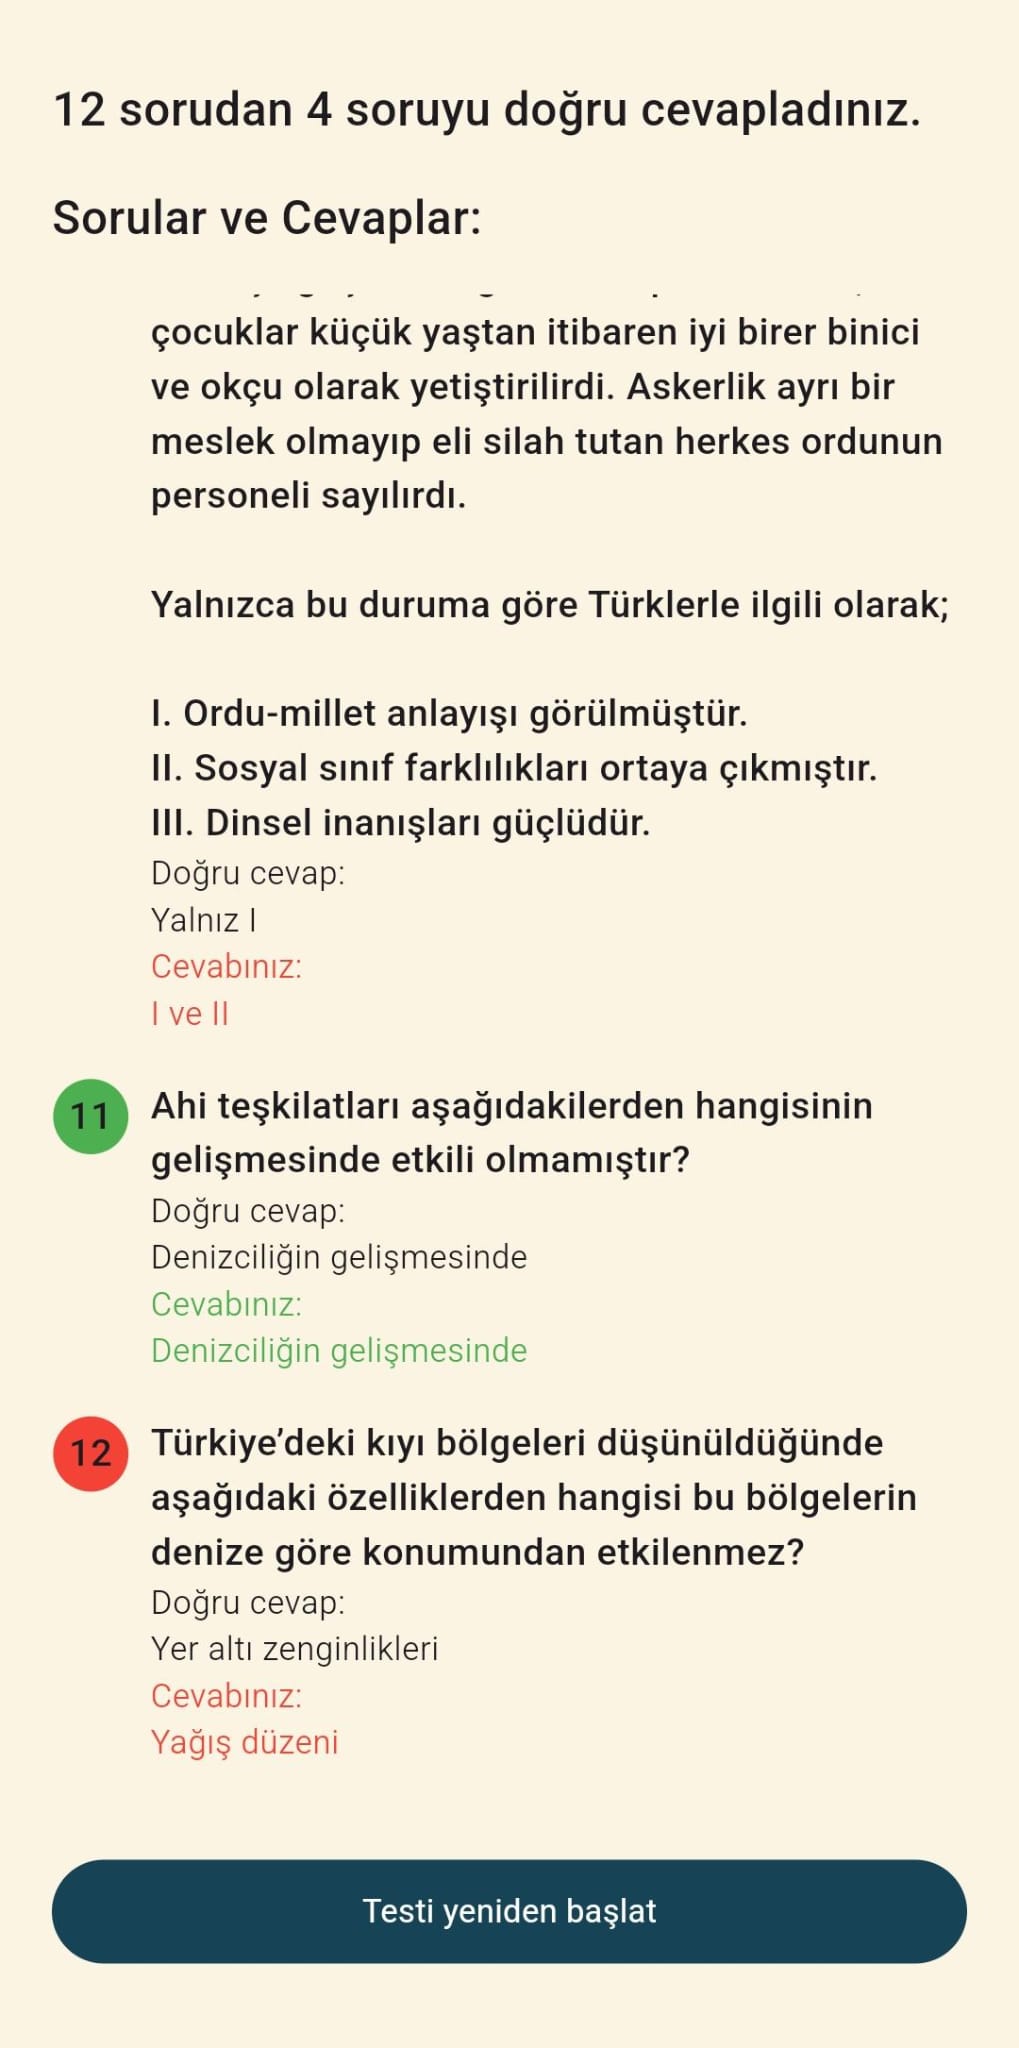 12 sorudan 4 soruyu doğru cevapladınız.
Sorular ve Cevaplar:
çocuklar küçük yaştan itibaren iyi birer binici
ve okçu olarak yetiştirilirdi. Askerlik ayrı bir
meslek olmayıp eli silah tutan herkes ordunun
personeli sayılırdı.
Yalnızca bu duruma göre Türklerle ilgili olarak;
I. Ordu-millet anlayışı görülmüştür.
II. Sosyal sınıf farklılıkları ortaya çıkmıştır.
III. Dinsel inanışları güçlüdür.
Doğru cevap:
Yalnız I
Cevabınız:
I ve II
11
Ahi teşkilatları aşağıdakilerden hangisinin
gelişmesinde etkili olmamıştır?
Doğru cevap:
Denizciliğin gelişmesinde
Cevabınız:
Denizciliğin gelişmesinde
12
Türkiye’deki kıyı bölgeleri düşünüldüğünde
aşağıdaki özelliklerden hangisi bu bölgelerin
denize göre konumundan etkilenmez?
Doğru cevap:
Yer altı zenginlikleri
Cevabınız:
Yağış düzeni
Testi yeniden başlat